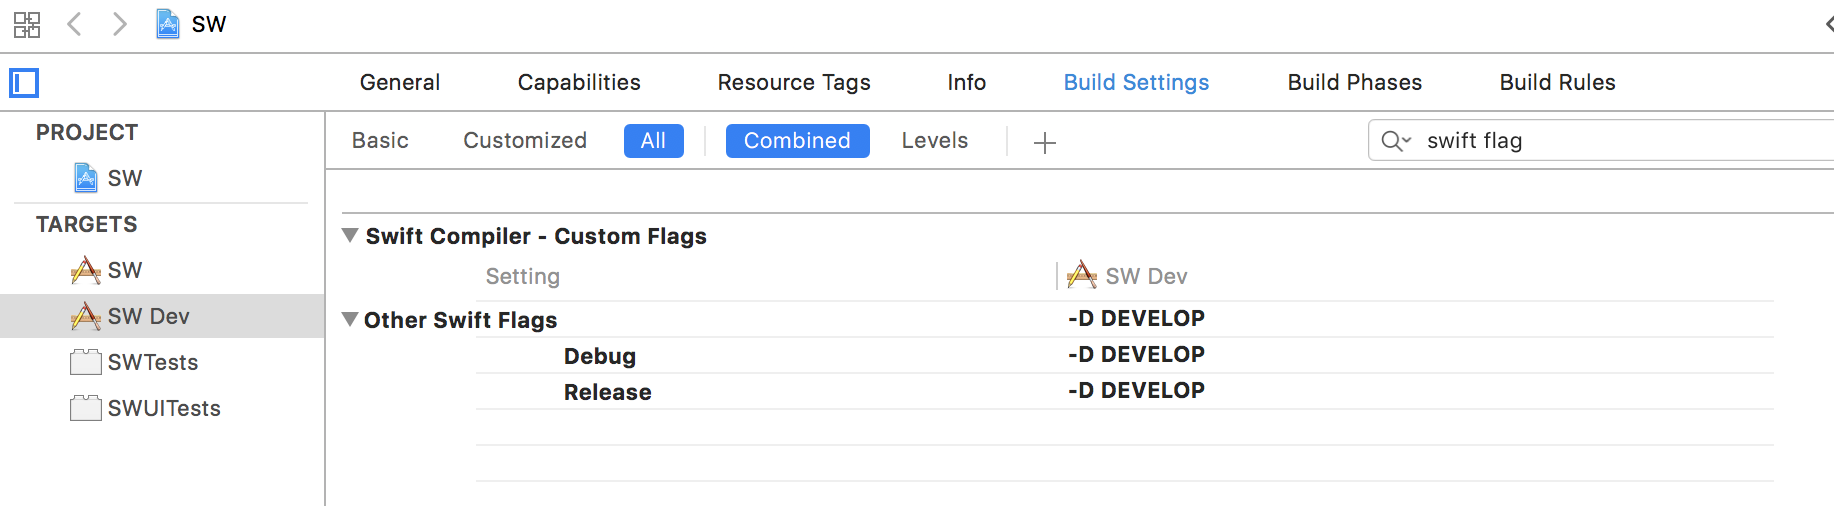 SW
General Capabilities Resource Tags Info Build Settings Build Phases Build Rules
PROJECT
SW
TARGETS
SW
SW Dev
SWTests
SWUITests
Basic Customized All Combined Levels swift flag
Swift Compiler - Custom Flags
Setting SW Dev
Other Swift Flags -D DEVELOP
Debug -D DEVELOP
Release -D DEVELOP